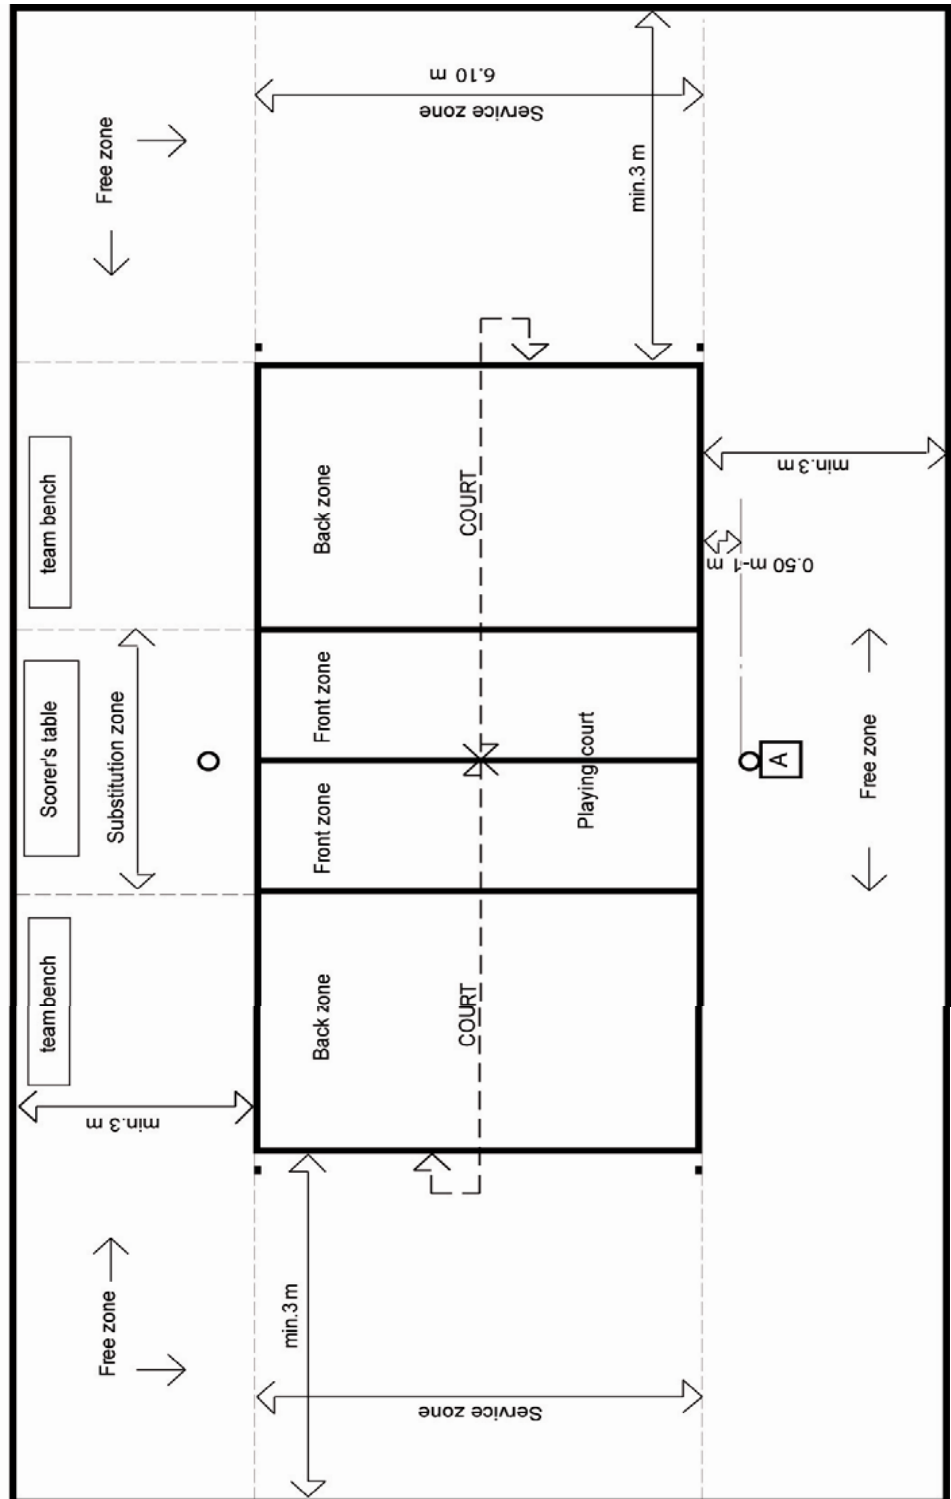 Free zone
6.10 m
Service zone
min.3 m
team bench
Back zone
COURT
min.3 m
0.50 m-1 m
Scorer's table
Substitution zone
Front zone
Front zone
Playing court
A
Free zone
team bench
Back zone
COURT
min.3 m
Free zone
min.3 m
Service zone